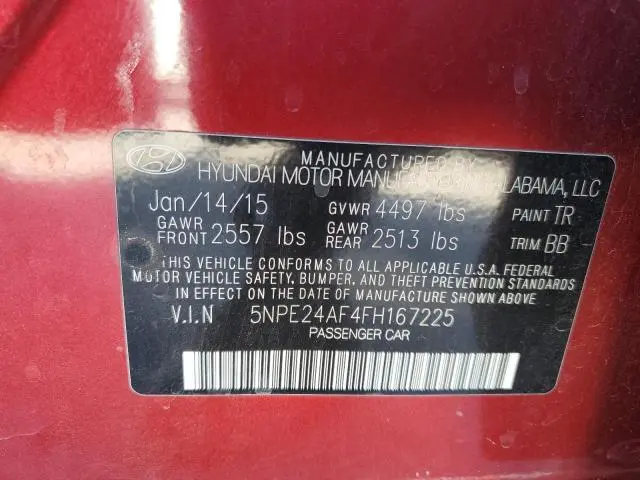 MANUFACTURED BY
HYUNDAI MOTOR ALABAMA, LLC
Jan/14/15 GVWR 4497 lbs PAINT TR
GAWR FRONT 2557 lbs GAWR REAR 2513 lbs TRIM BB
THIS VEHICLE CONFORMS TO ALL APPLICABLE U.S.A. FEDERAL
MOTOR VEHICLE SAFETY, BUMPER, AND THEFT PREVENTION
STANDARDS IN EFFECT ON THE DATE OF MANUFACTURE SHOWN ABOVE
V.I.N 5NPE24AF4FH167225
PASSENGER CAR